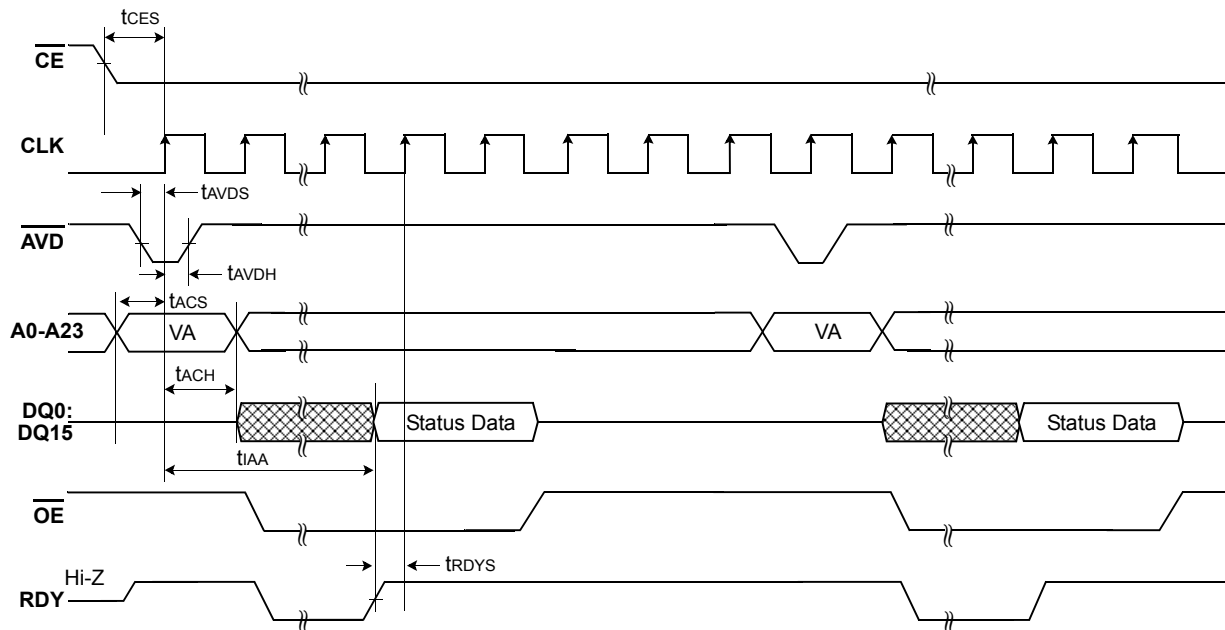 tCES
CE
CLK
tAVDS
AVD
tAVDH
tACS
A0-A23
VA
VA
tACH
DQ0:
DQ15
Status Data
Status Data
tIAA
OE
tRDYS
Hi-Z
RDY